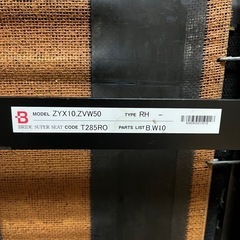 B MODEL ZYX10,ZVW50 TYPE RH -
BRIDE SUPER SEAT CODE T285RO PARTS LIST B.W10